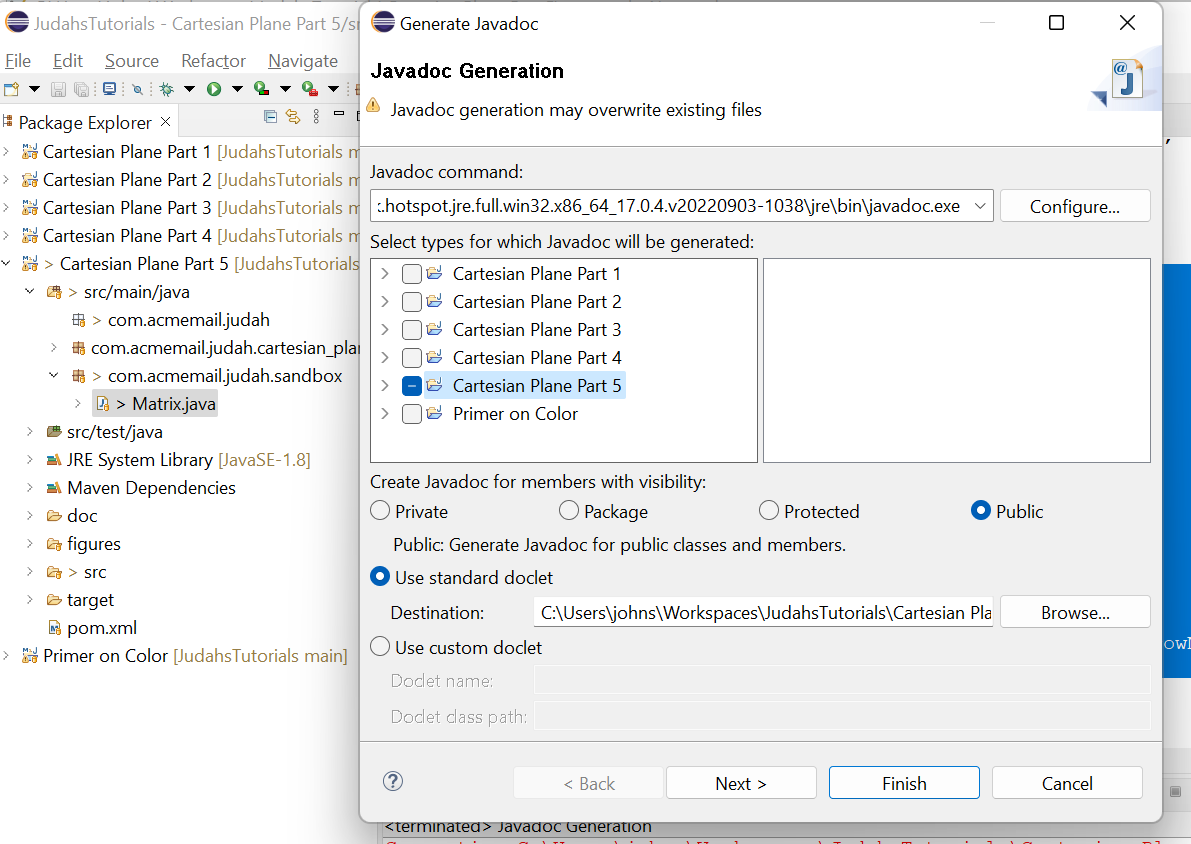 JudahsTutorials - Cartesian Plane Part 5/sr
File Edit Source Refactor Navigate
Package Explorer
Cartesian Plane Part 1 [JudahsTutorials m
Cartesian Plane Part 2 [JudahsTutorials m
Cartesian Plane Part 3 [JudahsTutorials m
Cartesian Plane Part 4 [JudahsTutorials m
> Cartesian Plane Part 5 [JudahsTutorials
> src/main/java
> com.acmemail.judah
com.acmemail.judah.cartesian_plan
> com.acmemail.judah.sandbox
> Matrix.java
src/test/java
JRE System Library [JavaSE-1.8]
Maven Dependencies
doc
figures
> src
target
pom.xml
Primer on Color [JudahsTutorials main]
Generate Javadoc
Javadoc Generation
Javadoc generation may overwrite existing files
Javadoc command:
:.hotspot.jre.full.win32.x86_64_17.0.4.v20220903-1038\jre\bin\javadoc.exe
Configure...
Select types for which Javadoc will be generated:
Cartesian Plane Part 1
Cartesian Plane Part 2
Cartesian Plane Part 3
Cartesian Plane Part 4
Cartesian Plane Part 5
Primer on Color
Create Javadoc for members with visibility:
Private Package Protected Public
Public: Generate Javadoc for public classes and members.
Use standard doclet
Destination: C:\Users\johns\Workspaces\JudahsTutorials\Cartesian Pla Browse...
Use custom doclet
Doclet name:
Doclet class path:
< Back Next > Finish Cancel
<terminated> Javadoc Generation